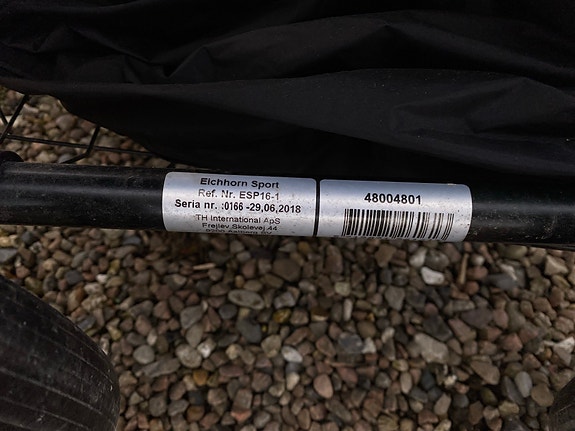 Eichhorn Sport
Ref. Nr. ESP16-1
Seria nr. :0166 -29,06,2018
TH International ApS
Frejlev Skolevej 44
48004801